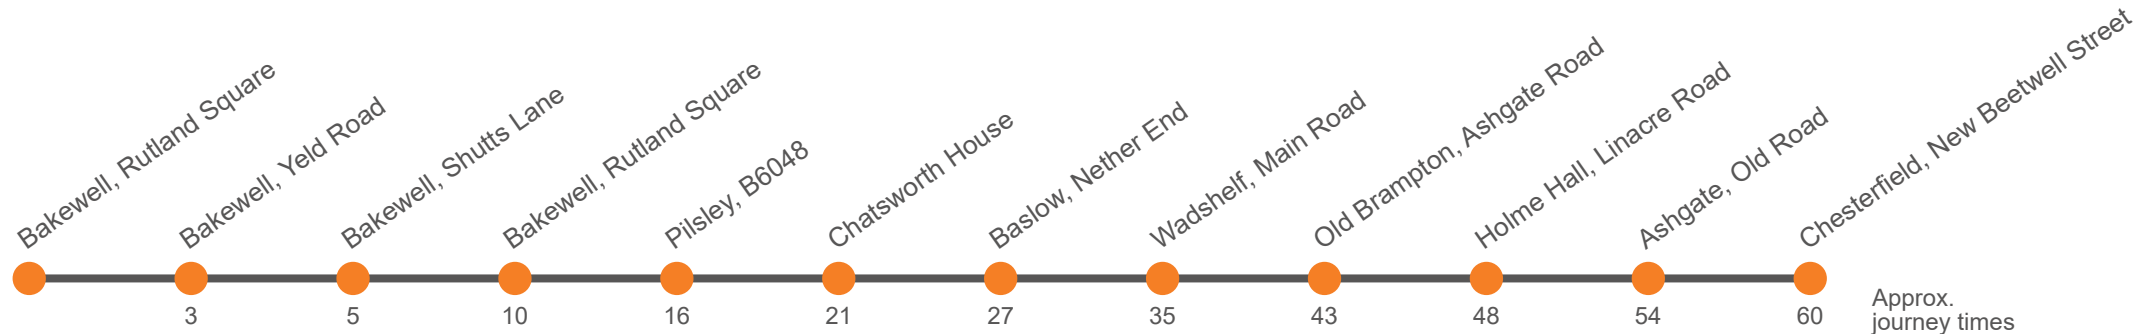 Bakewell, Rutland Square
Bakewell, Yeld Road
Bakewell, Shutts Lane
Bakewell, Rutland Square
Pilsley, B6048
Chatsworth House
Baslow, Nether End
Wadshelf, Main Road
Old Brampton, Ashgate Road
Holme Hall, Linacre Road
Ashgate, Old Road
Chesterfield, New Beetwell Street
3
5
10
16
21
27
35
43
48
54
60
Approx.
journey times